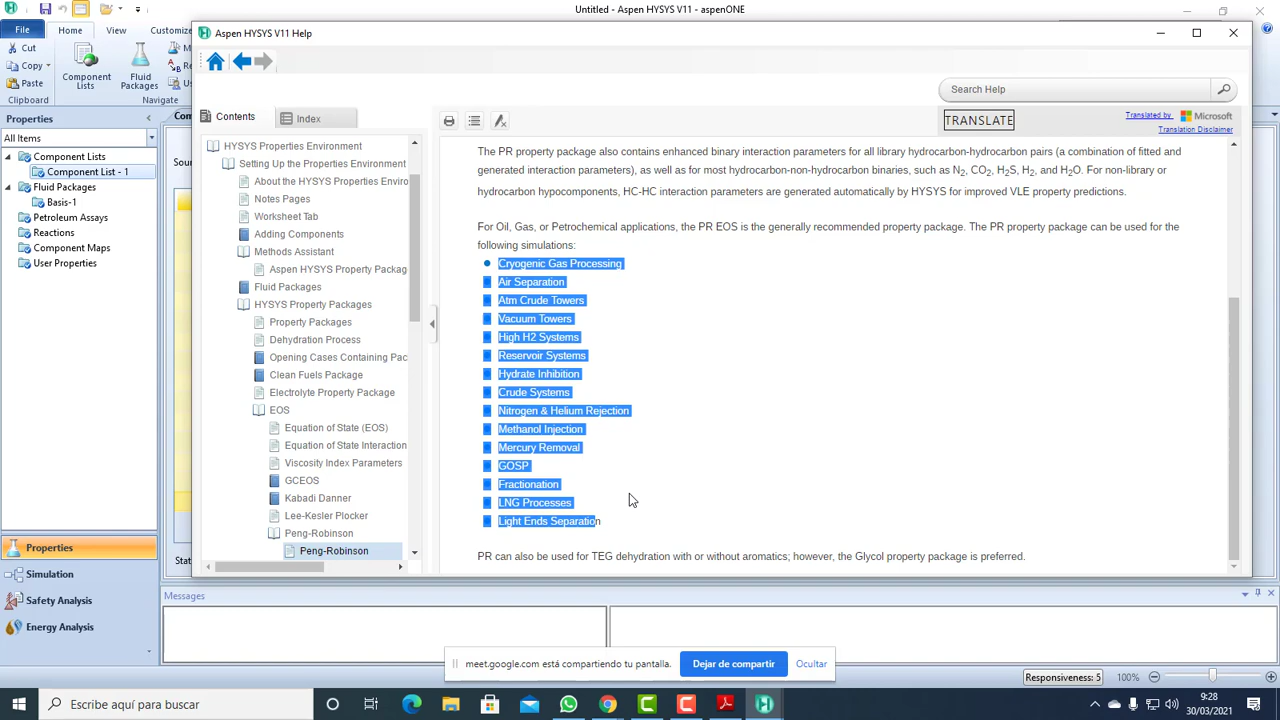 Untitled - Aspen HYSYS V11 - aspenONE
File
Home
View
Customize
Cut
Copy
Paste
Clipboard
Component Lists
Fluid Packages
Navigate
Properties
All Items
Component Lists
Component List - 1
Fluid Packages
Basis-1
Petroleum Assays
Reactions
Component Maps
User Properties
Properties
Simulation
Safety Analysis
Energy Analysis
Aspen HYSYS V11 Help
Search Help
Contents
Index
TRANSLATE
Translated by
Microsoft
Translation Disclaimer
HYSYS Properties Environment
Setting Up the Properties Environment
About the HYSYS Properties Enviro
Notes Pages
Worksheet Tab
Adding Components
Methods Assistant
Aspen HYSYS Property Packag
Fluid Packages
HYSYS Property Packages
Property Packages
Dehydration Process
Opening Cases Containing Pac
Clean Fuels Package
Electrolyte Property Package
EOS
Equation of State (EOS)
Equation of State Interaction
Viscosity Index Parameters
GCEOS
Kabadi Danner
Lee-Kesler Plocker
Peng-Robinson
Peng-Robinson
The PR property package also contains enhanced binary interaction parameters for all library hydrocarbon-hydrocarbon pairs (a combination of fitted and
generated interaction parameters), as well as for most hydrocarbon-non-hydrocarbon binaries, such as N2, CO2, H2S, H2, and H2O. For non-library or
hydrocarbon hypocomponents, HC-HC interaction parameters are generated automatically by HYSYS for improved VLE property predictions.
For Oil, Gas, or Petrochemical applications, the PR EOS is the generally recommended property package. The PR property package can be used for the
following simulations:
Cryogenic Gas Processing
Air Separation
Atm Crude Towers
Vacuum Towers
High H2 Systems
Reservoir Systems
Hydrate Inhibition
Crude Systems
Nitrogen & Helium Rejection
Methanol Injection
Mercury Removal
GOSP
Fractionation
LNG Processes
Light Ends Separation
PR can also be used for TEG dehydration with or without aromatics; however, the Glycol property package is preferred.
Messages
meet.google.com está compartiendo tu pantalla.
Dejar de compartir
Ocultar
Responsiveness: 5
100%
Escribe aquí para buscar
9:28
30/03/2021